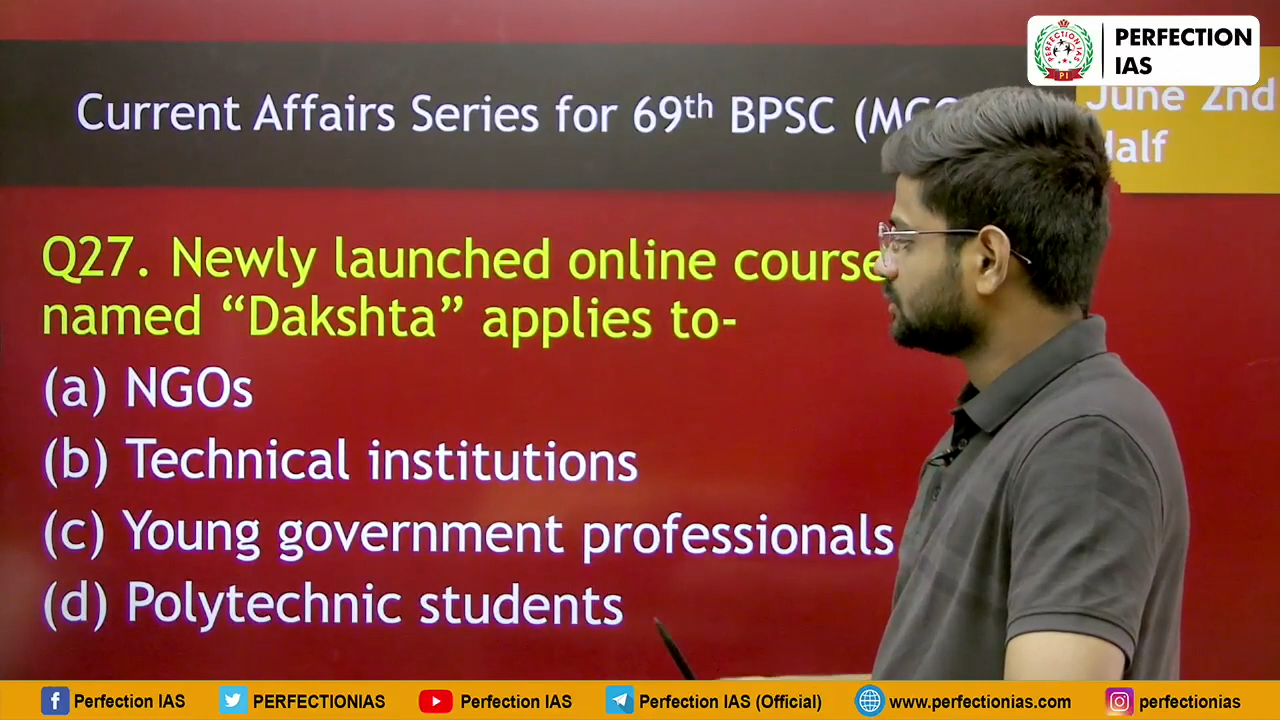 PERFECTION
IAS
Current Affairs Series for 69th BPSC
June 2nd
Half
Q27. Newly launched online course
named “Dakshta” applies to-
(a) NGOs
(b) Technical institutions
(c) Young government professionals
(d) Polytechnic students
Perfection IAS PERFECTIONIAS Perfection IAS Perfection IAS (Official) www.perfectionias.com perfectionias